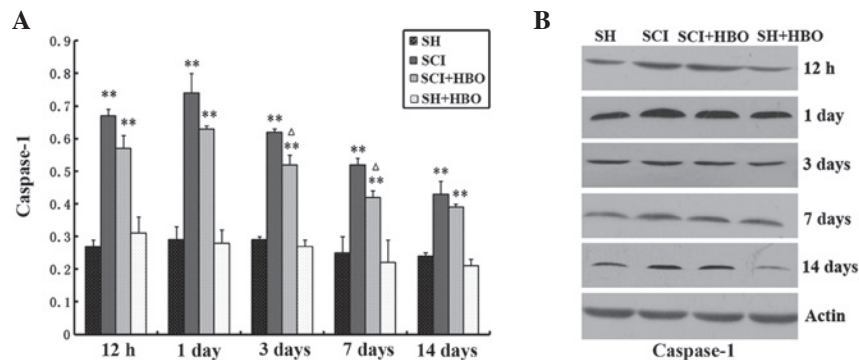 A
B
0.9
0.8
0.7
0.6
0.5
0.4
0.3
0.2
0.1
0
Caspase-1
SH
SCI
SCI+HBO
SH+HBO
** **
** **
** Δ **
** Δ **
** **
12 h 1 day 3 days 7 days 14 days
SH SCI SCI+HBO SH+HBO
12 h
1 day
3 days
7 days
14 days
Actin
Caspase-1